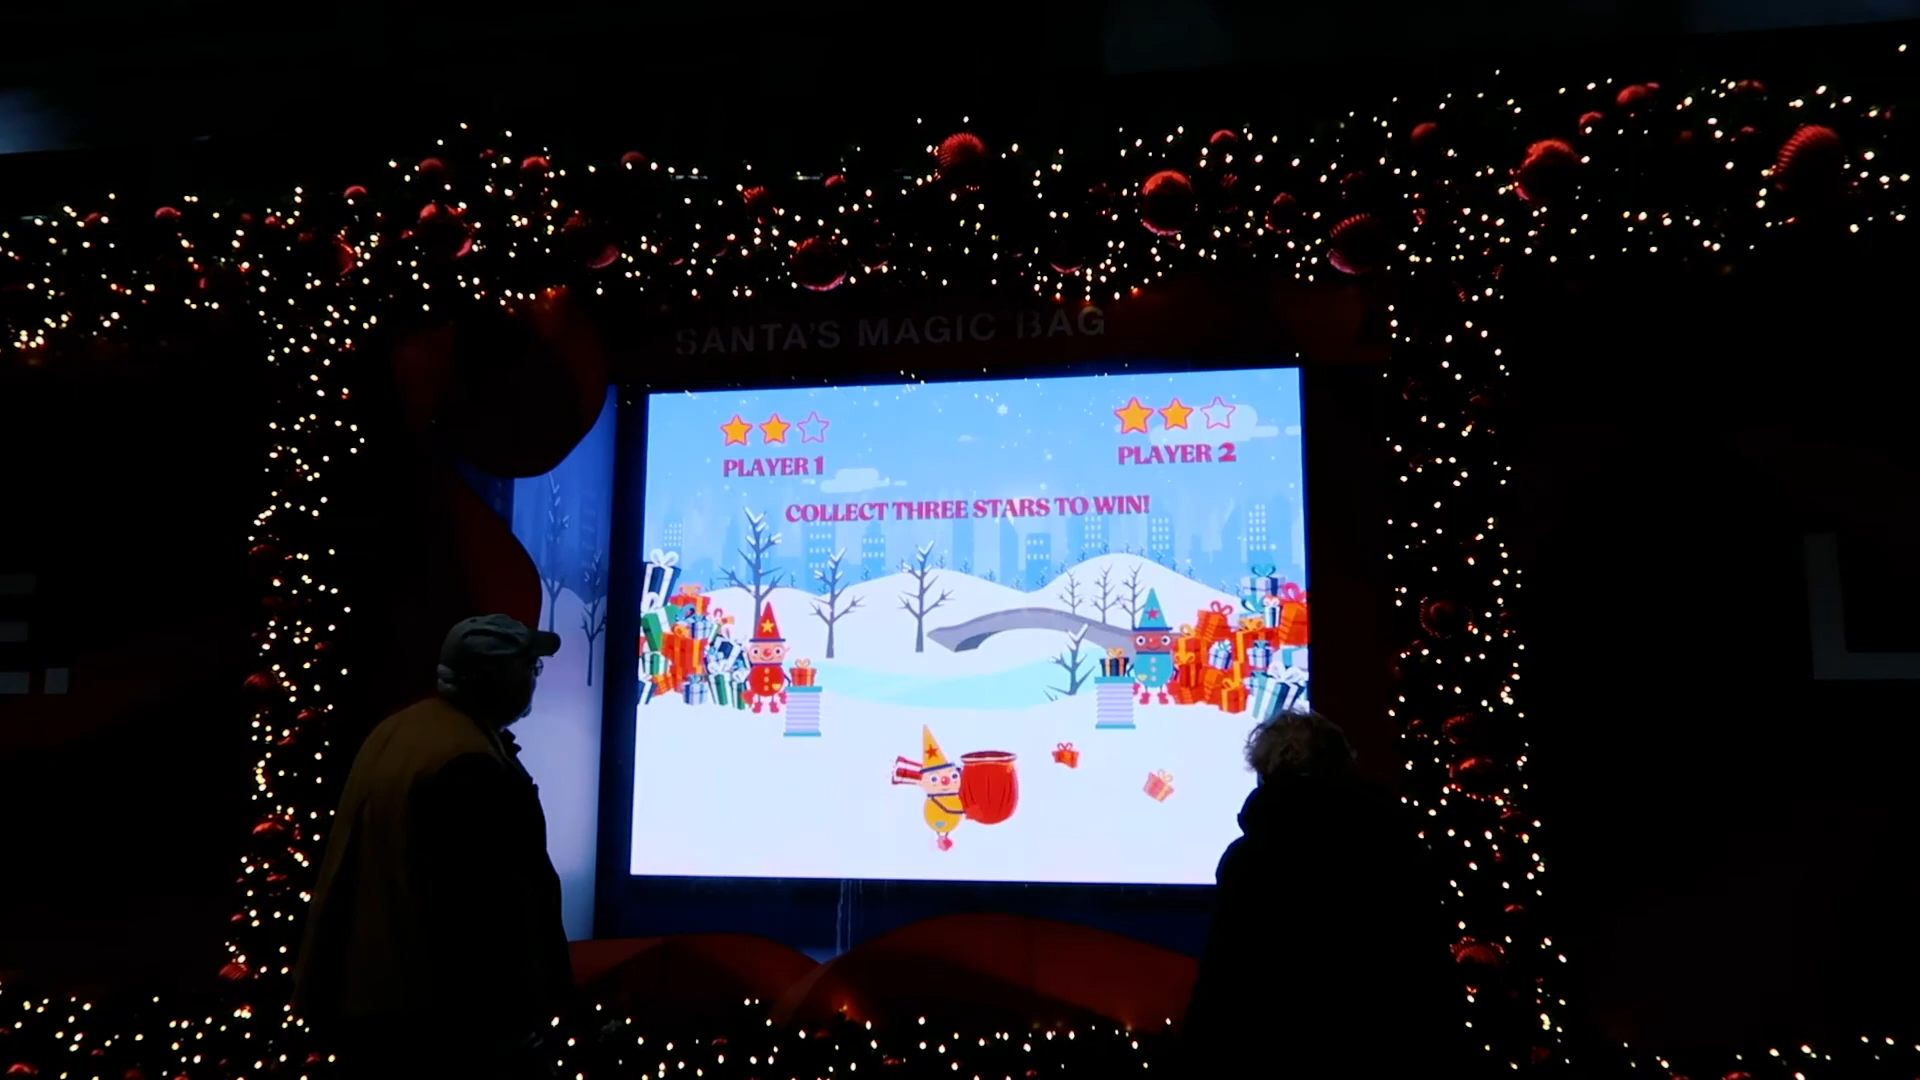 SANTA'S MAGIC BAG
PLAYER 1
PLAYER 2
COLLECT THREE STARS TO WIN!